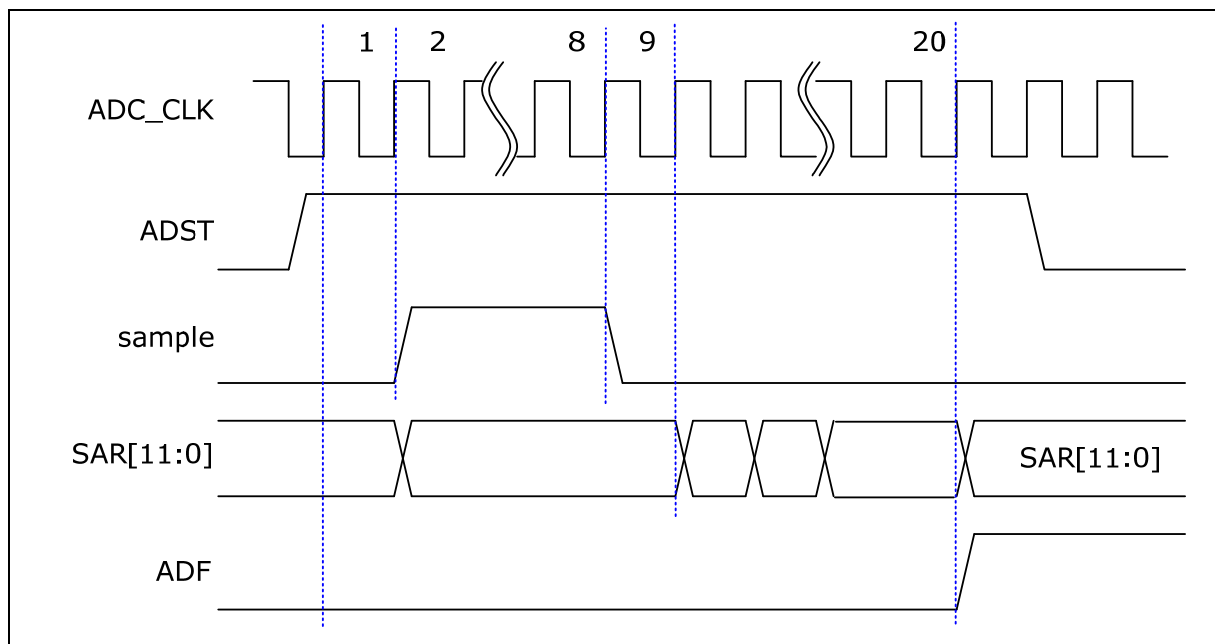 1 2 8 9 20
ADC_CLK
ADST
sample
SAR[11:0] SAR[11:0]
ADF